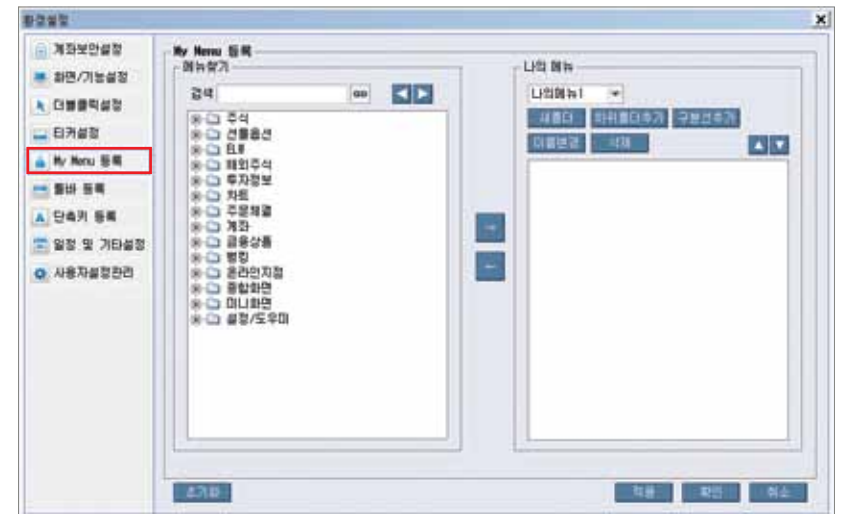 환경설정
계좌보안설정
화면/기능설정
더블클릭설정
티커설정
My Menu 등록
툴바 등록
단축키 등록
일정 및 기타설정
사용자설정관리
My Menu 등록
메뉴찾기
검색
주식
선물옵션
ELW
해외주식
투자정보
차트
주문체결
계좌
금융상품
뱅킹
온라인지점
종합화면
미니화면
설정/도우미
나의 메뉴
나의메뉴1
새폴더 하위폴더추가 구분선추가
이름변경 삭제
초기화
적용 확인 취소